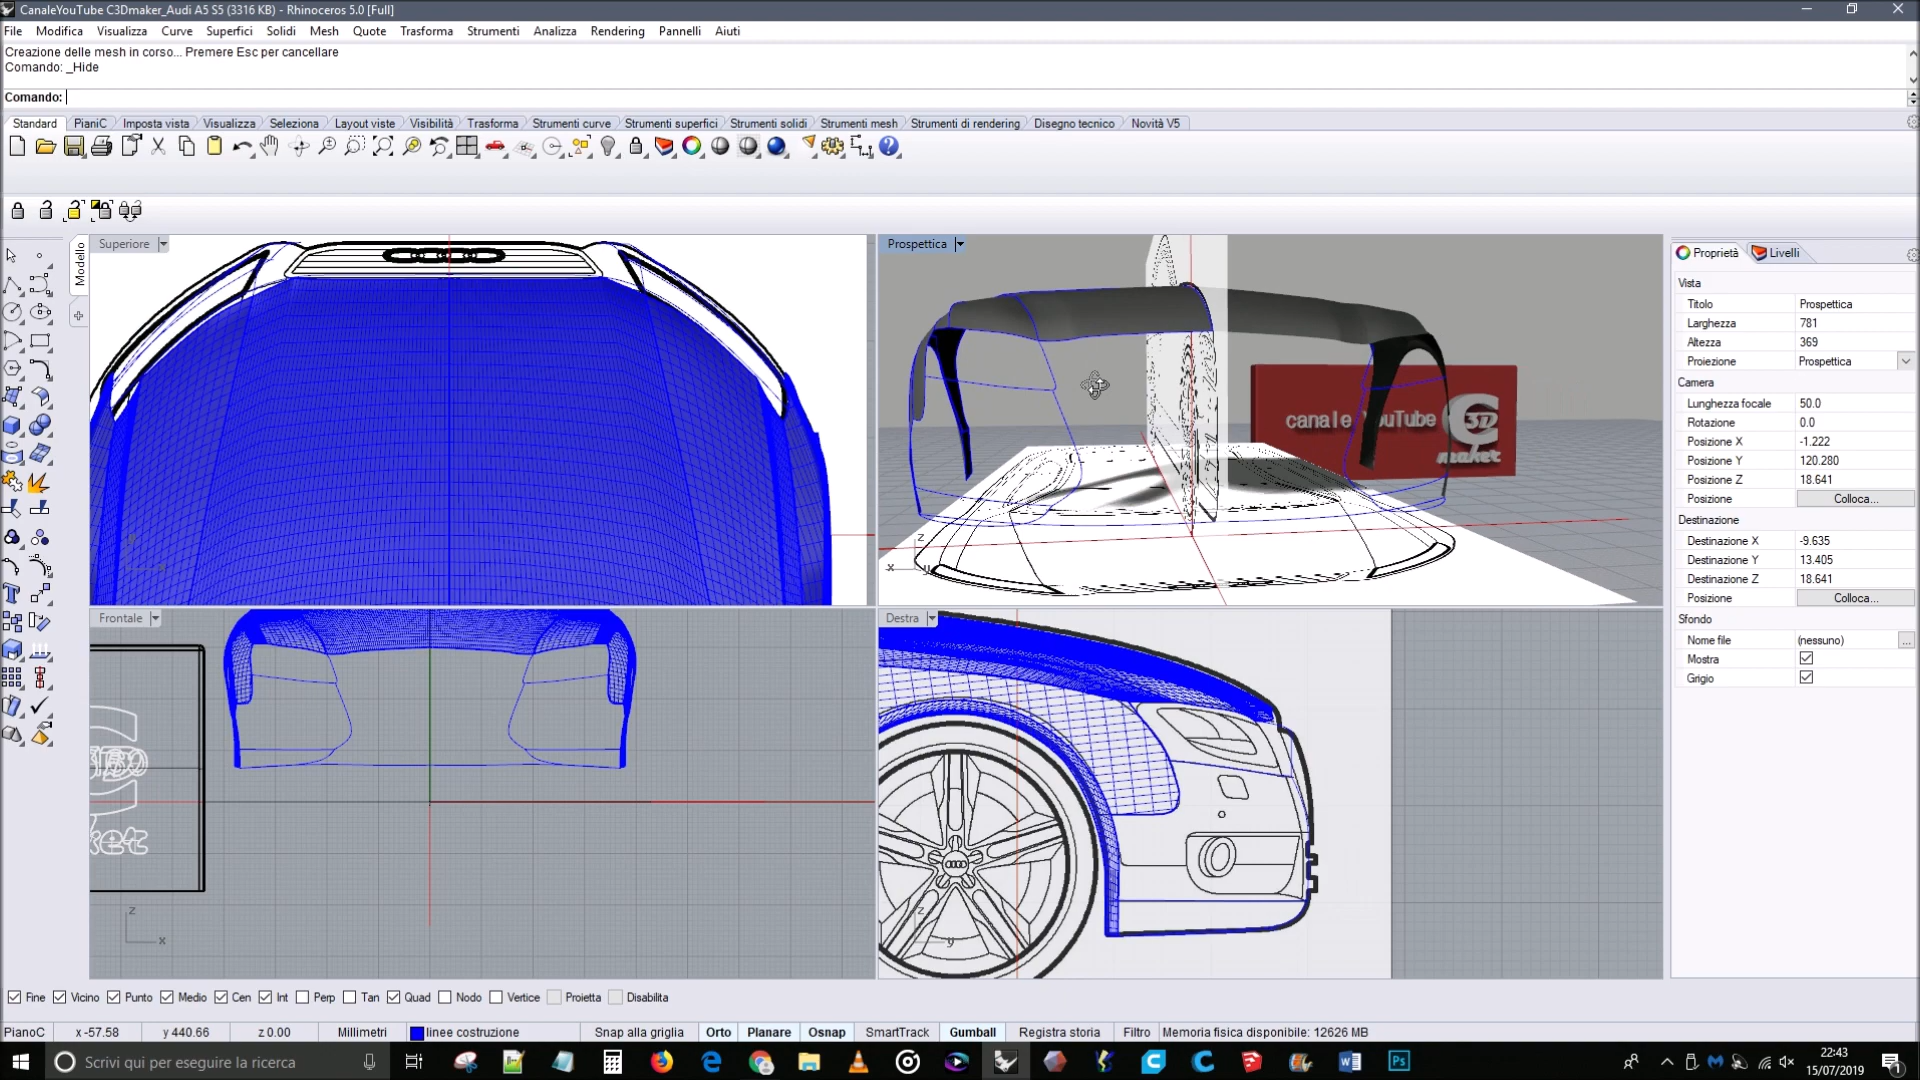 CanaleYouTube C3Dmaker_Audi A5 S5 (3316 KB) - Rhinoceros 5.0 [Full]
File Modifica Visualizza Curve Superfici Solidi Mesh Quote Trasforma Strumenti Analizza Rendering Pannelli Aiuti
Creazione delle mesh in corso... Premere Esc per cancellare
Comando: _Hide
Comando:
Standard PianiC Imposta vista Visualizza Seleziona Layout viste Visibilità Trasforma Strumenti curve Strumenti superfici Strumenti solidi Strumenti mesh Strumenti di rendering Disegno tecnico Novità V5
Modello
Superiore
Prospettica
canale YouTube
3D
maker
Frontale
Destra
z
x
z
y
z
x
Proprietà Livelli
Vista
Titolo Prospettica
Larghezza 781
Altezza 369
Proiezione Prospettica
Camera
Lunghezza focale 50.0
Rotazione 0.0
Posizione X -1.222
Posizione Y 120.280
Posizione Z 18.641
Posizione Colloca...
Destinazione
Destinazione X -9.635
Destinazione Y 13.405
Destinazione Z 18.641
Posizione Colloca...
Sfondo
Nome file (nessuno) ...
Mostra
Grigio
Fine Vicino Punto Medio Cen Int Perp Tan Quad Nodo Vertice Proietta Disabilita
PianoC x -57.58 y 440.66 z 0.00 Millimetri linee costruzione Snap alla griglia Orto Planare Osnap SmartTrack Gumball Registra storia Filtro Memoria fisica disponibile: 12626 MB
Scrivi qui per eseguire la ricerca
22:43
15/07/2019
1